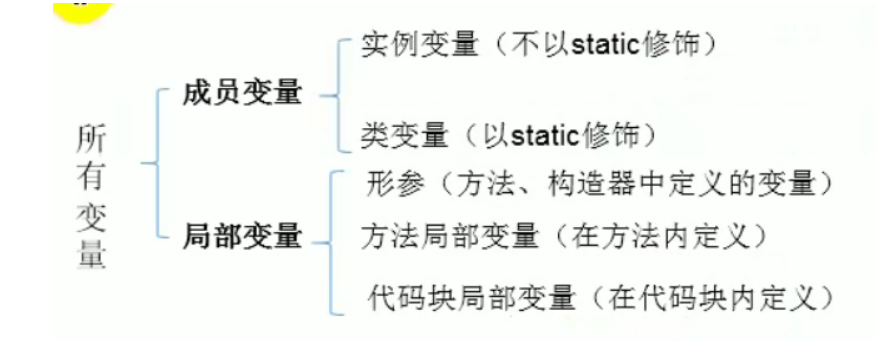 所有变量
成员变量
实例变量（不以static修饰）
类变量（以static修饰）
局部变量
形参（方法、构造器中定义的变量）
方法局部变量（在方法内定义）
代码块局部变量（在代码块内定义）